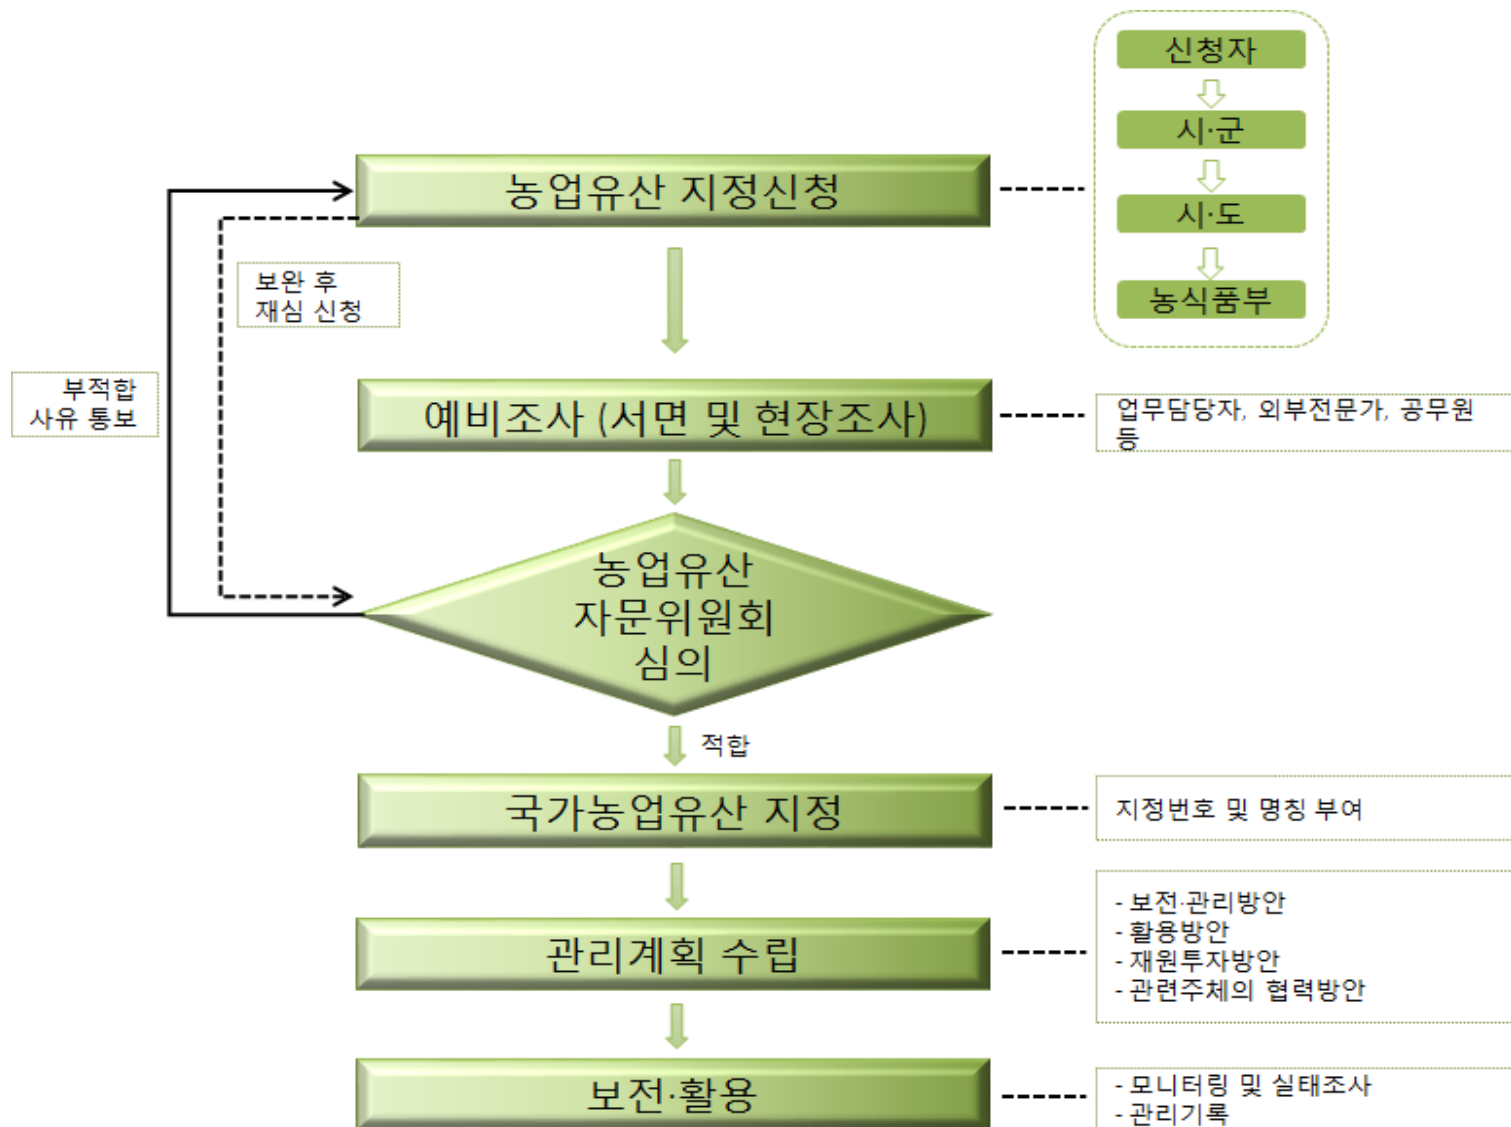 신청자
시·군
시·도
농식품부
농업유산 지정신청
보완 후
재심 신청
부적합
사유 통보
예비조사 (서면 및 현장조사)
업무담당자, 외부전문가, 공무원
등
농업유산
자문위원회
심의
적합
국가농업유산 지정
지정번호 및 명칭 부여
관리계획 수립
- 보전·관리방안
- 활용방안
- 재원투자방안
- 관련주체의 협력방안
보전·활용
- 모니터링 및 실태조사
- 관리기록